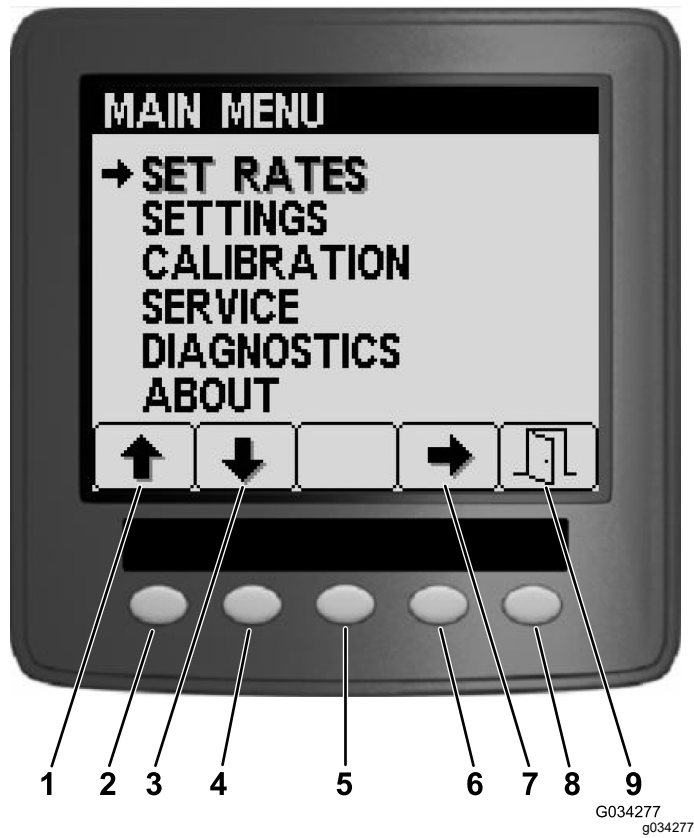 MAIN MENU
SET RATES
SETTINGS
CALIBRATION
SERVICE
DIAGNOSTICS
ABOUT
1 2 3 4 5 6 7 8 9
G034277
g034277